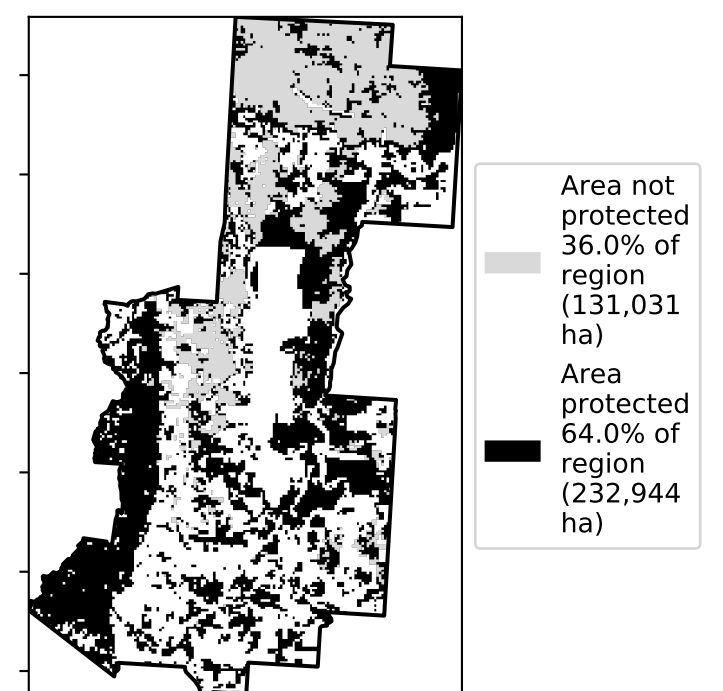 Area not
protected
36.0% of
region
(131,031
ha)
Area
protected
64.0% of
region
(232,944
ha)